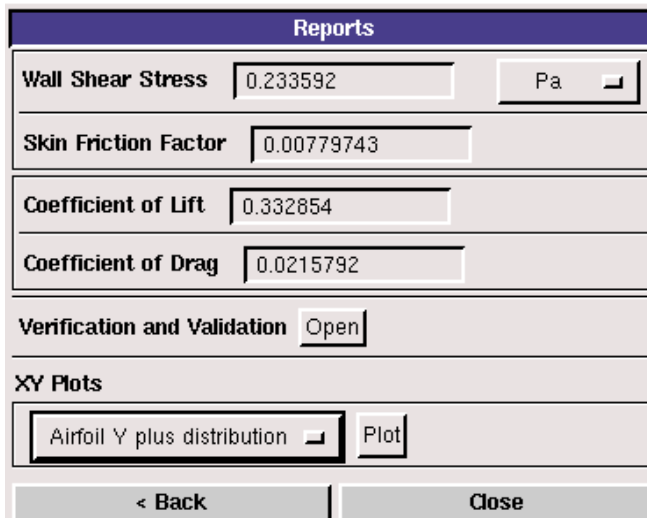 Reports
Wall Shear Stress 0.233592 Pa
Skin Friction Factor 0.00779743
Coefficient of Lift 0.332854
Coefficient of Drag 0.0215792
Verification and Validation Open
XY Plots
Airfoil Y plus distribution Plot
< Back Close